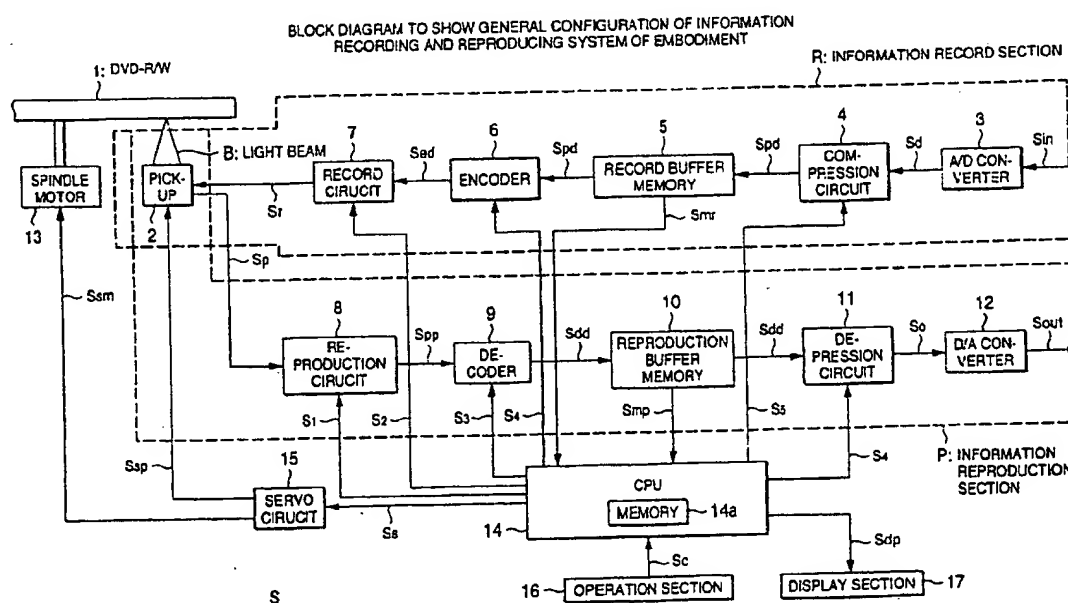 BLOCK DIAGRAM TO SHOW GENERAL CONFIGURATION OF INFORMATION
RECORDING AND REPRODUCING SYSTEM OF EMBODIMENT
1: DVD-R/W
R: INFORMATION RECORD SECTION
B: LIGHT BEAM
7
6
5
4
3
SPINDLE
MOTOR
13
PICK-
UP
2
Sr
RECORD
CIRUCIT
Sed
ENCODER
Spd
RECORD BUFFER
MEMORY
Smr
Spd
COM-
PRESSION
CIRCUIT
Sd
A/D CON-
VERTER
Sin
Sp
Ssm
8
9
10
11
12
RE-
PRODUCTION
CIRUCIT
Spp
DE-
CODER
Sdd
REPRODUCTION
BUFFER
MEMORY
Sdd
DE-
PRESSION
CIRCUIT
So
D/A CON-
VERTER
Sout
S1
S2
S3
S4
Smp
S5
S4
P: INFORMATION
REPRODUCTION
SECTION
Ssp
15
SERVO
CIRUCIT
Ss
CPU
MEMORY
14a
14
Sc
Sdp
16
OPERATION SECTION
DISPLAY SECTION
17
S